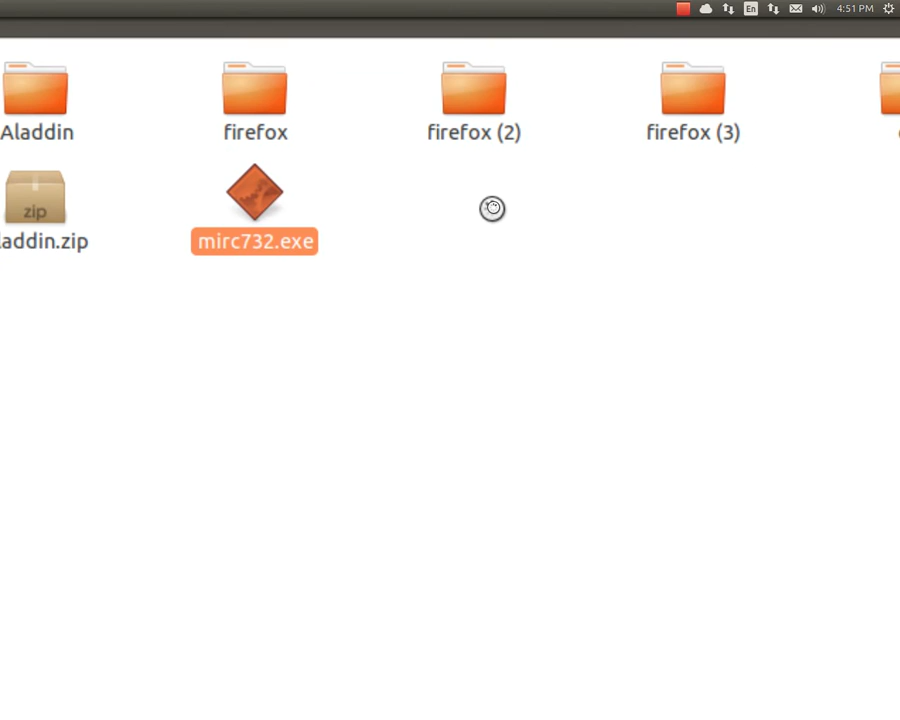 En 4:51 PM
Aladdin firefox firefox (2) firefox (3)
zip
laddin.zip mirc732.exe